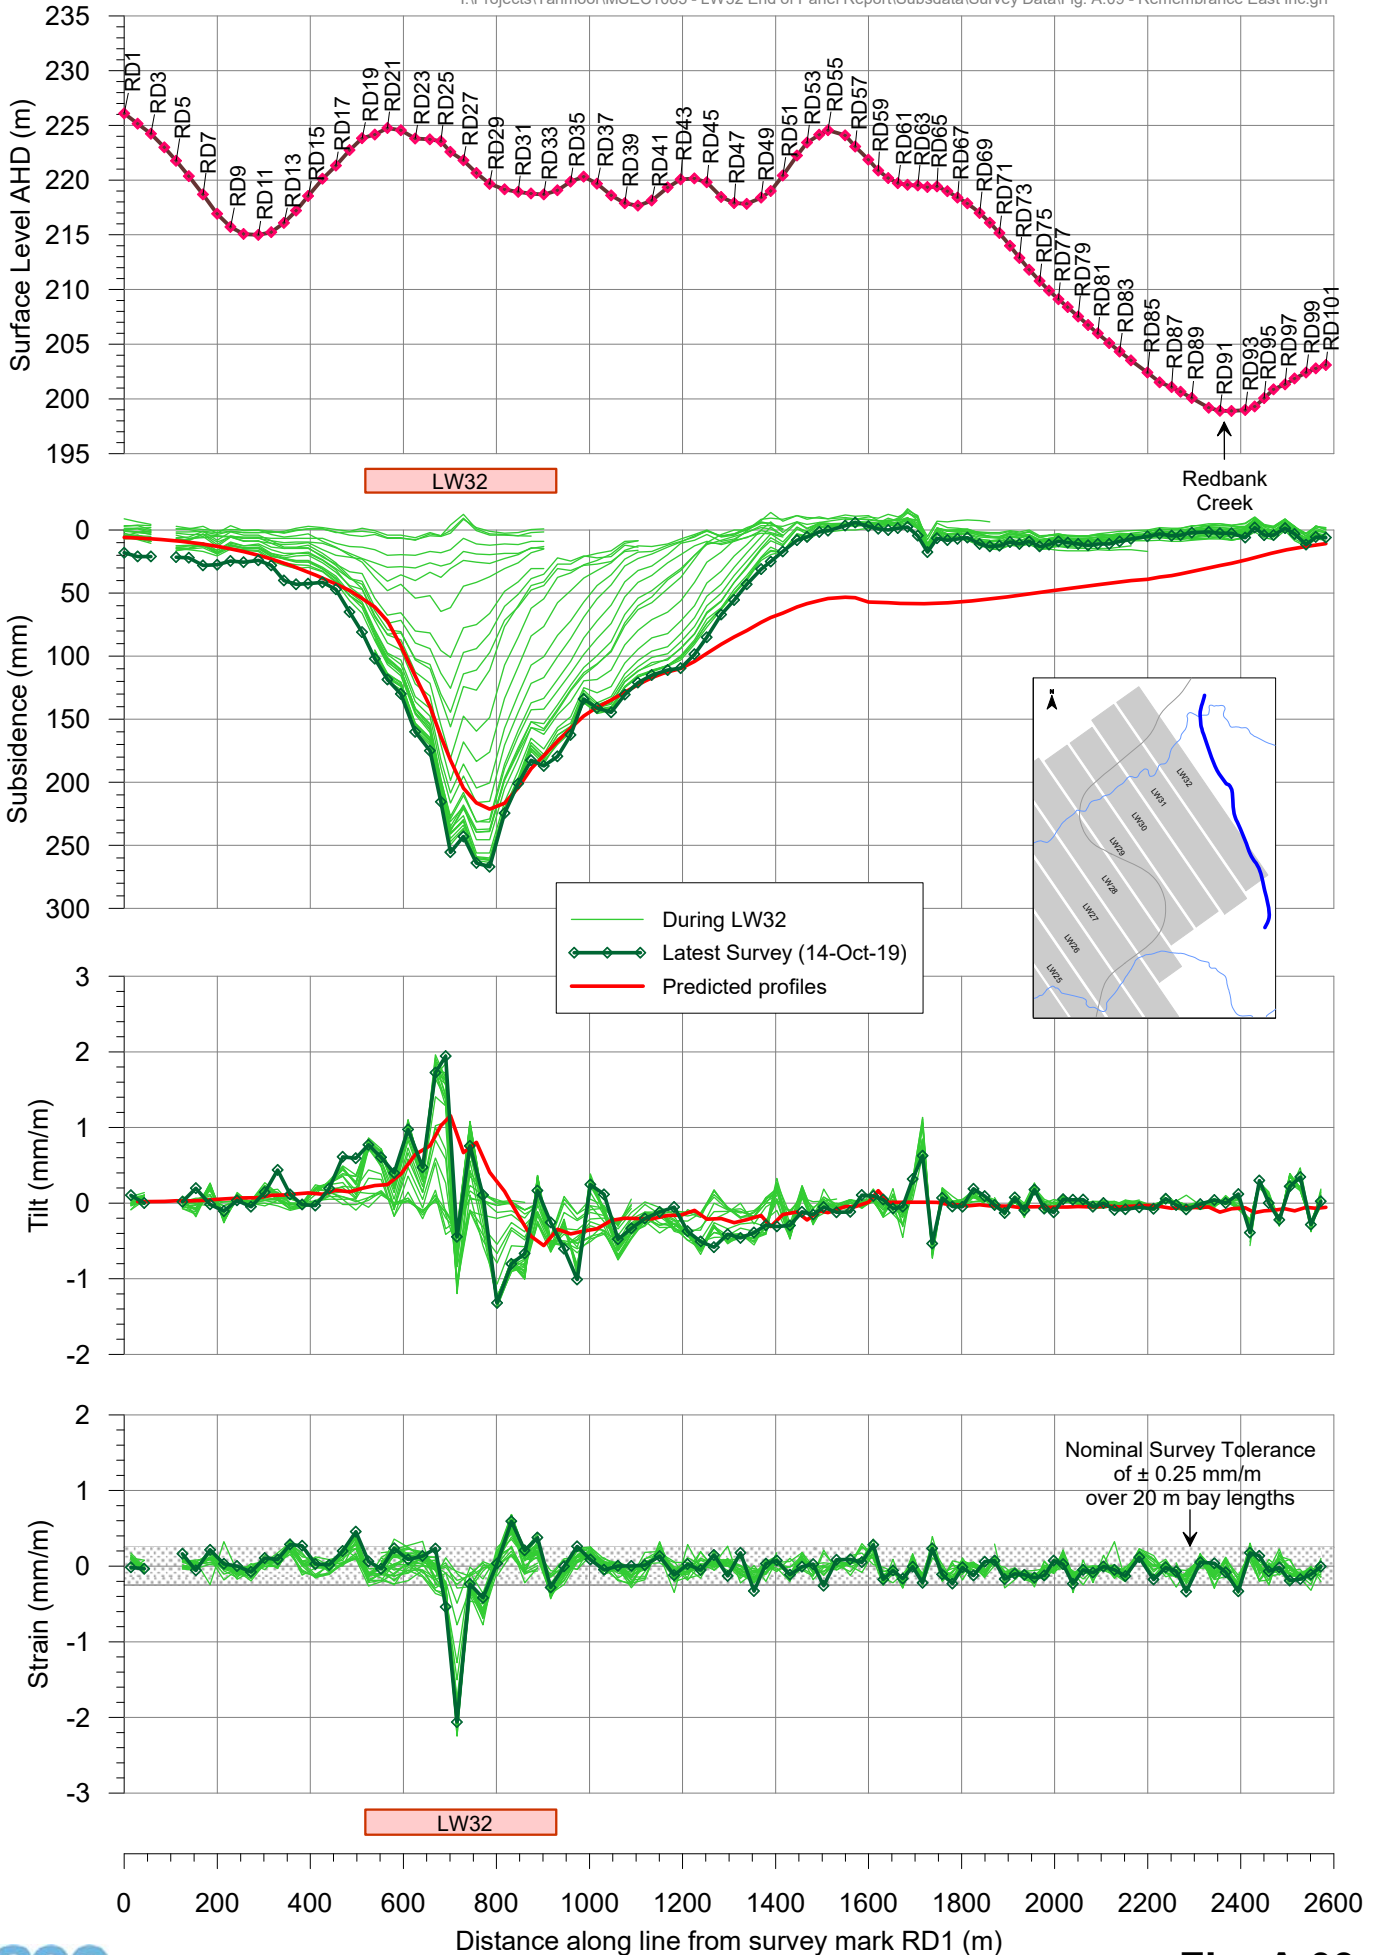 235
230
225
220
215
210
205
200
195
Surface Level AHD (m)
RD1
RD3
RD5
RD7
RD9
RD11
RD13
RD15
RD17
RD19
RD21
RD23
RD25
RD27
RD29
RD31
RD33
RD35
RD37
RD39
RD41
RD43
RD45
RD47
RD49
RD51
RD53
RD55
RD57
RD59
RD61
RD63
RD65
RD67
RD69
RD71
RD73
RD75
RD77
RD79
RD81
RD83
RD85
RD87
RD89
RD91
RD93
RD95
RD97
RD99
RD101
LW32
Redbank
Creek
0
50
100
150
200
250
300
Subsidence (mm)
N
LW32
LW31
LW30
LW29
LW28
LW27
LW26
LW25
During LW32
Latest Survey (14-Oct-19)
Predicted profiles
3
2
1
0
-1
-2
Tilt (mm/m)
2
1
0
-1
-2
-3
Strain (mm/m)
Nominal Survey Tolerance
of ± 0.25 mm/m
over 20 m bay lengths
LW32
0 200 400 600 800 1000 1200 1400 1600 1800 2000 2200 2400 2600
Distance along line from survey mark RD1 (m)